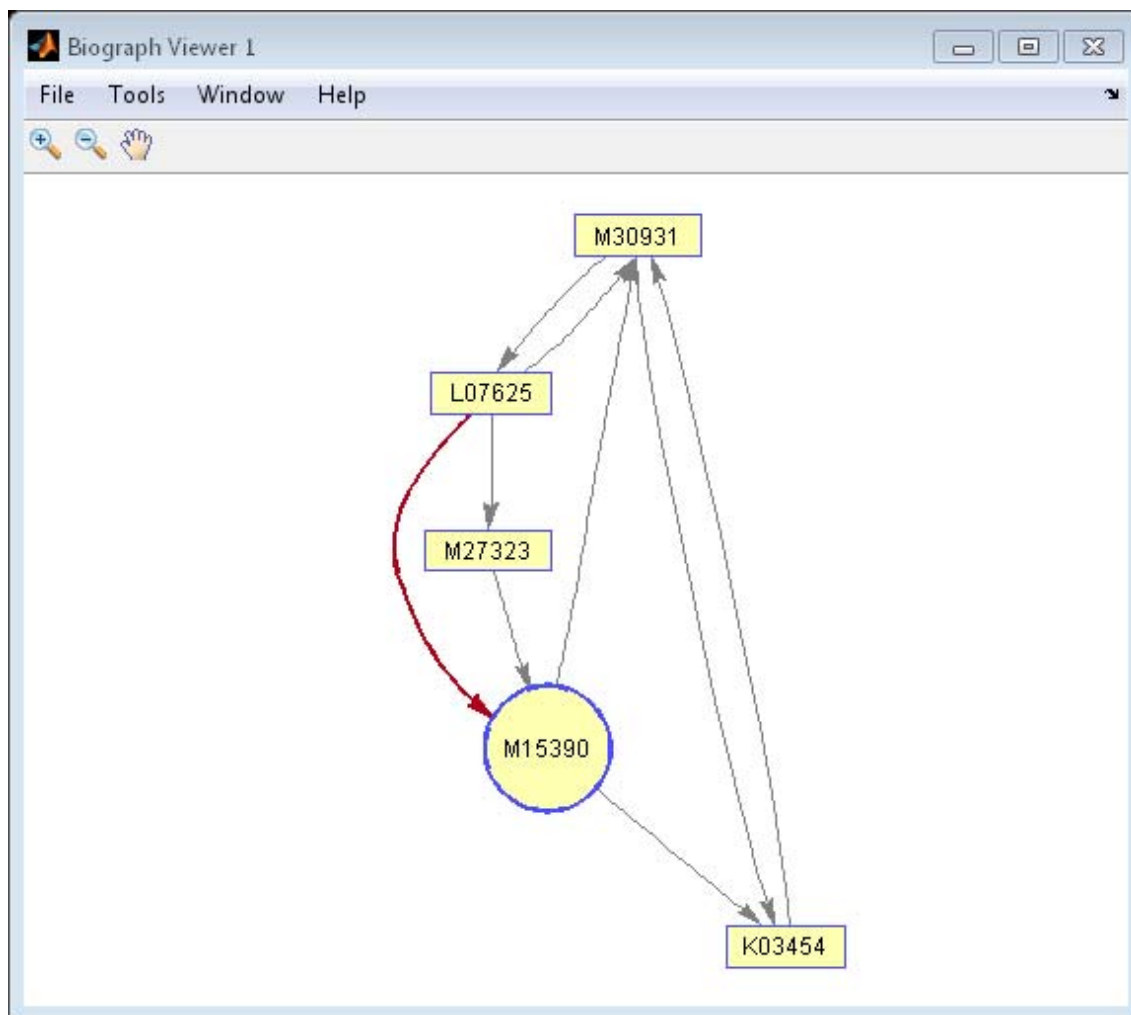 Biograph Viewer 1
File Tools Window Help
M30931
L07625
M27323
M15390
K03454